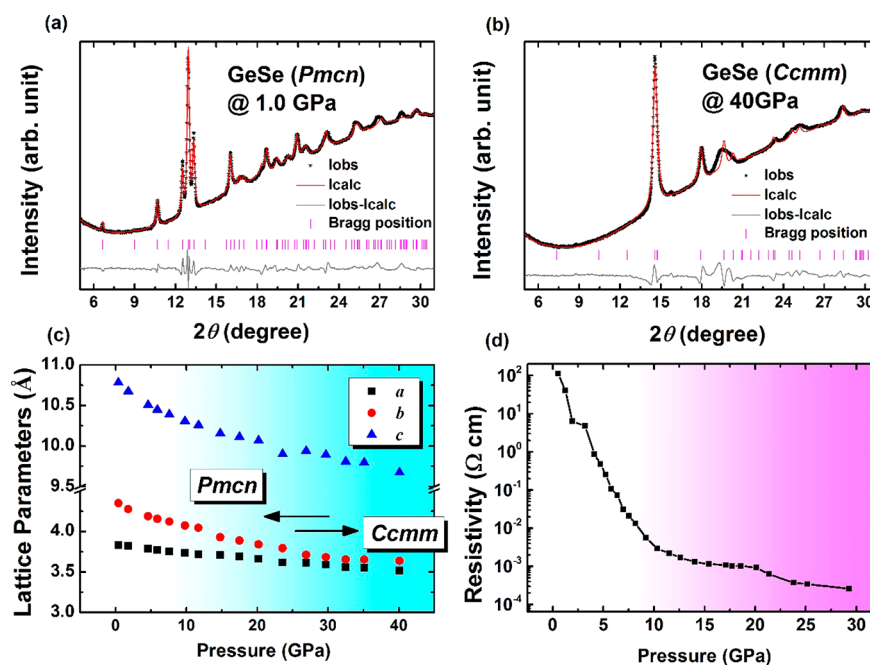 (a)
GeSe (Pmcn)
@ 1.0 GPa
Iobs
Icalc
Iobs-Icalc
Bragg position
Intensity (arb. unit)
6 9 12 15 18 21 24 27 30
2θ (degree)
(b)
GeSe (Ccmm)
@ 40GPa
Iobs
Icalc
Iobs-Icalc
Bragg position
Intensity (arb. unit)
6 9 12 15 18 21 24 27 30
2θ (degree)
(c)
11.0
10.5
10.0
9.5
4.0
3.5
3.0
Lattice Parameters (Å)
a
b
c
Pmcn
Ccmm
0 10 20 30 40
Pressure (GPa)
(d)
10²
10¹
10⁰
10⁻¹
10⁻²
10⁻³
10⁻⁴
Resistivity (Ω cm)
0 5 10 15 20 25 30
Pressure (GPa)